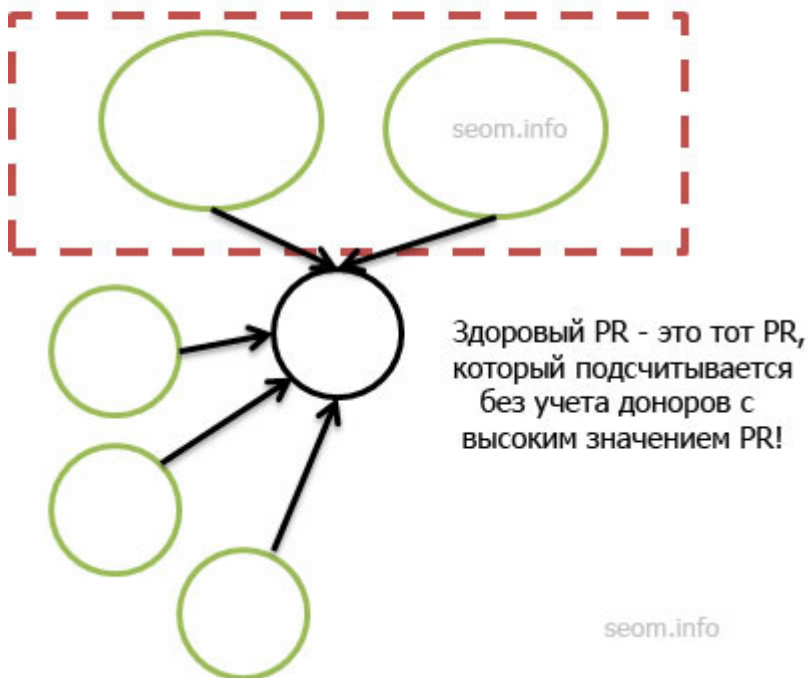 seom.info
Здоровый PR - это тот PR,
который подсчитывается
без учета доноров с
высоким значением PR!
seom.info